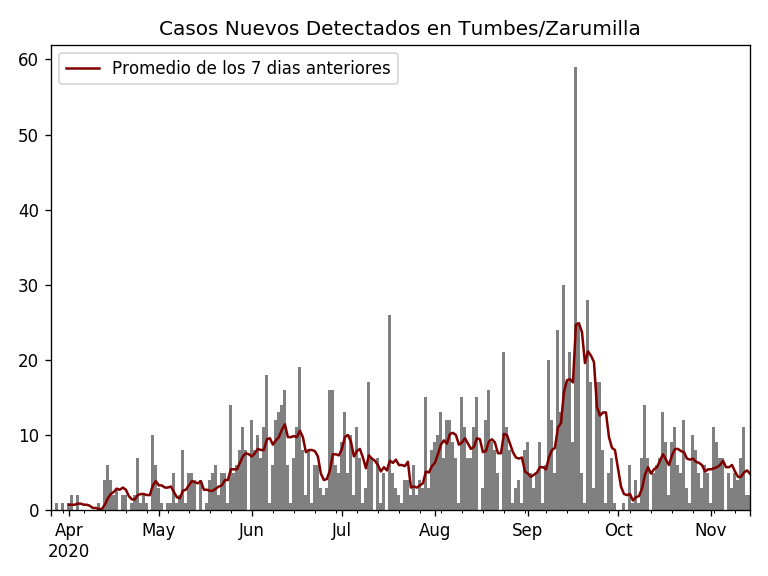 Casos Nuevos Detectados en Tumbes/Zarumilla
Promedio de los 7 dias anteriores
60
50
40
30
20
10
0
Apr May Jun Jul Aug Sep Oct Nov
2020